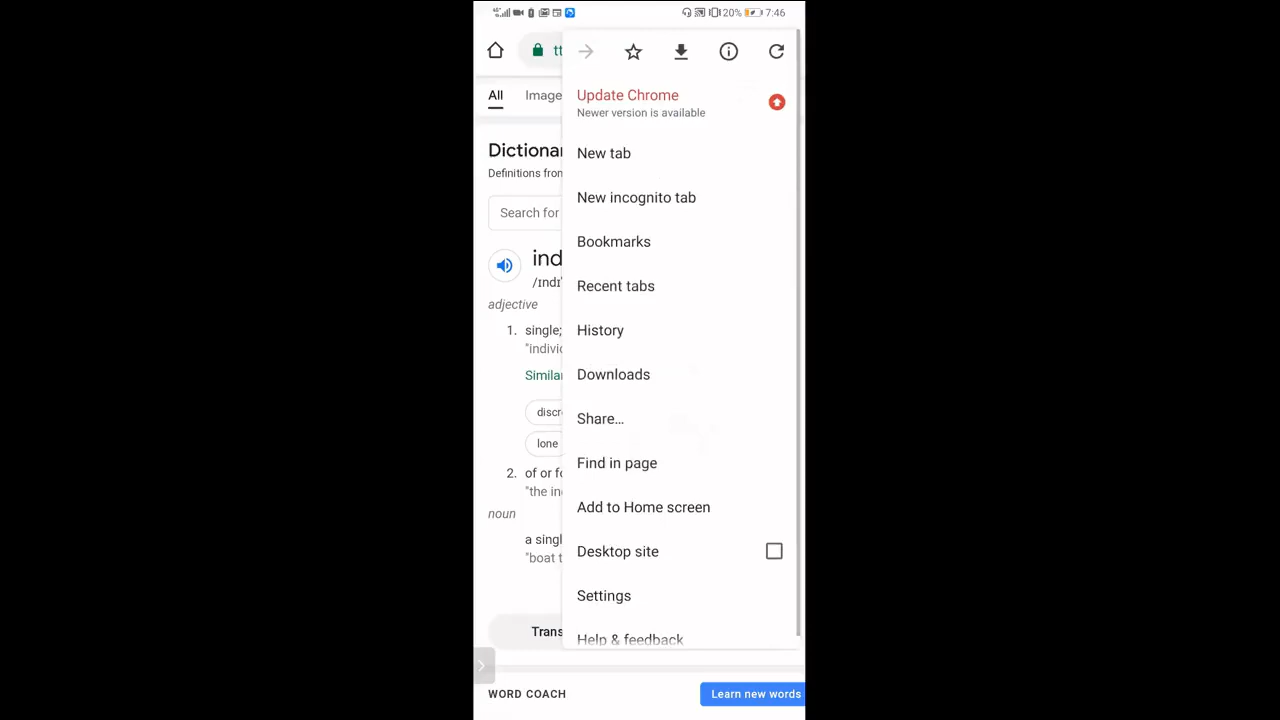 20% 7:46
Update Chrome
Newer version is available
New tab
New incognito tab
Bookmarks
Recent tabs
History
Downloads
Share...
Find in page
Add to Home screen
Desktop site
Settings
Help & feedback
tt
All Image
Dictionar
Definitions from
Search for
ind
/ɪndɪˈ
adjective
1. single;
"individ
Similar
discr
lone
2. of or fo
"the in
noun
a singl
"boat t
Trans
WORD COACH
Learn new words